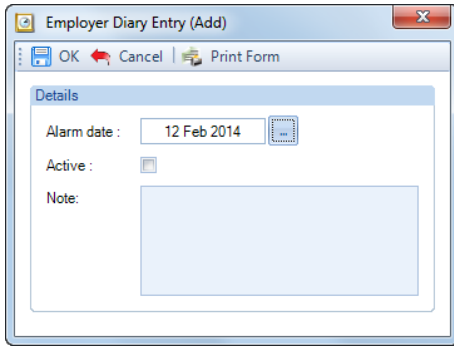 Employer Diary Entry (Add)
OK Cancel Print Form
Details
Alarm date : 12 Feb 2014 ...
Active :
Note: